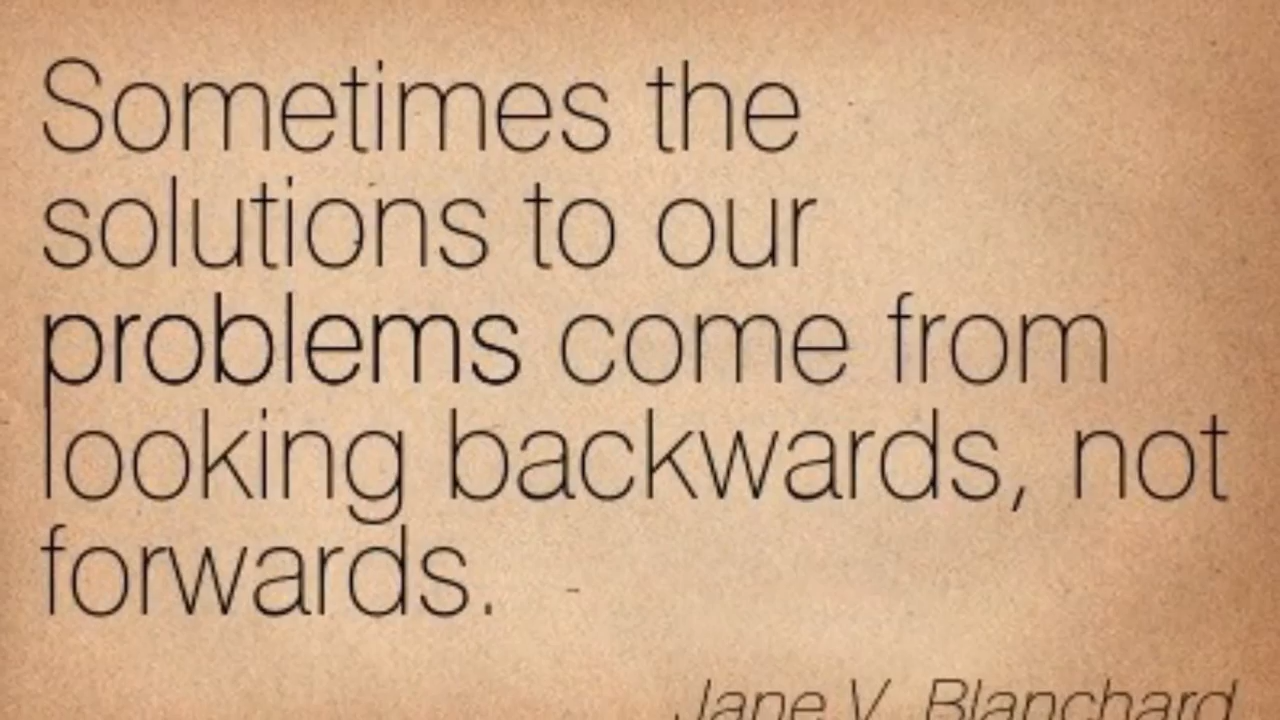 Sometimes the
solutions to our
problems come from
looking backwards, not
forwards.
Jane V. Blanchard